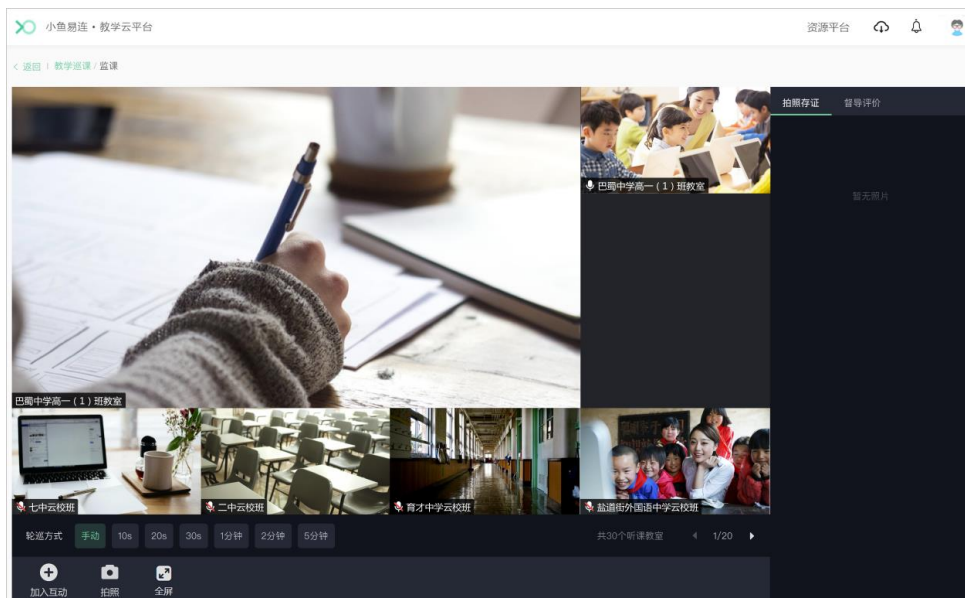 小鱼易连·教学云平台
资源平台
< 返回 | 教学巡课 / 监课
拍照存证 督导评价
巴蜀中学高一(1)班教室
暂无照片
巴蜀中学高一(1)班教室
七中云校班
二中云校班
育才中学云校班
盐道街外国语中学云校班
轮巡方式 手动 10s 20s 30s 1分钟 2分钟 5分钟
共30个听课教室 1/20
加入互动 拍照 全屏